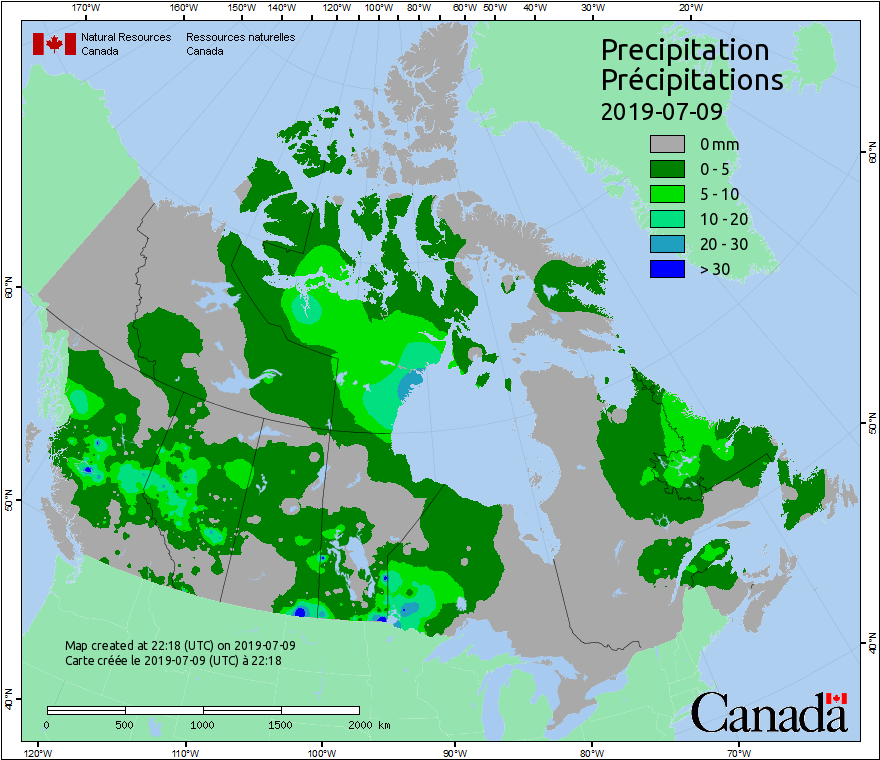 170°W 160°W 150°W 140°W 120°W 100°W 80°W 60°W 50°W 40°W 30°W 20°W
Natural Resources Ressources naturelles
Canada Canada
Precipitation
Précipitations
2019-07-09
0 mm
0 - 5
5 - 10
10 - 20
20 - 30
> 30
60°N
60°N
50°N
50°N
40°N
40°N
Map created at 22:18 (UTC) on 2019-07-09
Carte créée le 2019-07-09 (UTC) à 22:18
0 500 1000 1500 2000 km
Canada
120°W 110°W 100°W 90°W 80°W 70°W